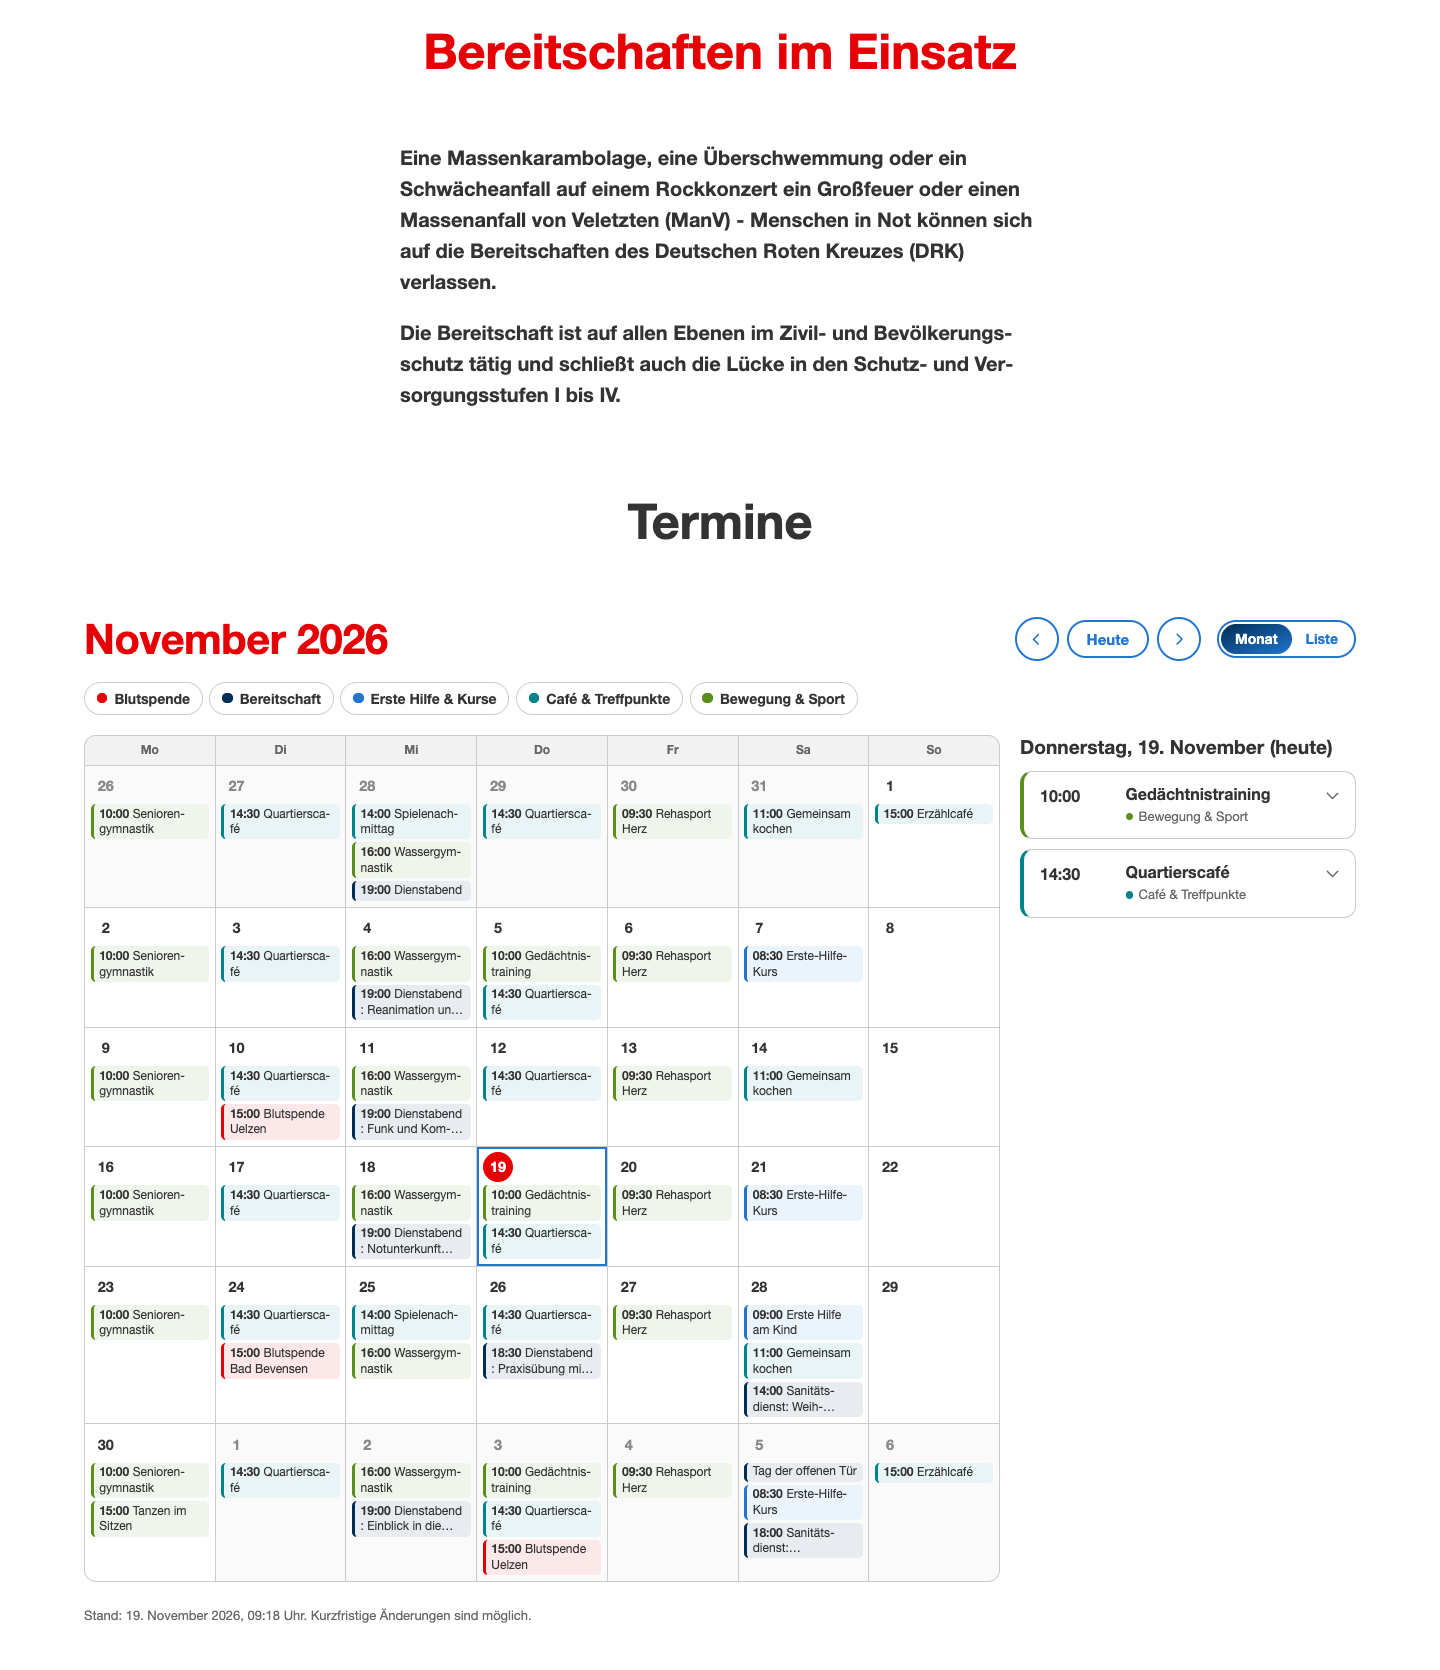 Bereitschaften im Einsatz
Eine Massenkarambolage, eine Überschwemmung oder ein
Schwächeanfall auf einem Rockkonzert ein Großfeuer oder einen
Massenanfall von Veletzten (ManV) - Menschen in Not können sich
auf die Bereitschaften des Deutschen Roten Kreuzes (DRK)
verlassen.
Die Bereitschaft ist auf allen Ebenen im Zivil- und Bevölkerungs-
schutz tätig und schließt auch die Lücke in den Schutz- und Ver-
sorgungsstufen I bis IV.
Termine
November 2026
Heute
Monat Liste
Blutspende Bereitschaft Erste Hilfe & Kurse Café & Treffpunkte Bewegung & Sport
Mo Di Mi Do Fr Sa So
26
10:00 Senioren-
gymnastik
27
14:30 Quartiersca-
fé
28
14:00 Spielenach-
mittag
16:00 Wassergym-
nastik
19:00 Dienstabend
29
14:30 Quartiersca-
fé
30
09:30 Rehasport
Herz
31
11:00 Gemeinsam
kochen
1
15:00 Erzählcafé
2
10:00 Senioren-
gymnastik
3
14:30 Quartiersca-
fé
4
16:00 Wassergym-
nastik
19:00 Dienstabend
: Reanimation un...
5
10:00 Gedächtnis-
training
14:30 Quartiersca-
fé
6
09:30 Rehasport
Herz
7
08:30 Erste-Hilfe-
Kurs
8
9
10:00 Senioren-
gymnastik
10
14:30 Quartiersca-
fé
15:00 Blutspende
Uelzen
11
16:00 Wassergym-
nastik
19:00 Dienstabend
: Funk und Kom-...
12
14:30 Quartiersca-
fé
13
09:30 Rehasport
Herz
14
11:00 Gemeinsam
kochen
15
16
10:00 Senioren-
gymnastik
17
14:30 Quartiersca-
fé
18
16:00 Wassergym-
nastik
19:00 Dienstabend
: Notunterkunft...
19
10:00 Gedächtnis-
training
14:30 Quartiersca-
fé
20
09:30 Rehasport
Herz
21
08:30 Erste-Hilfe-
Kurs
22
23
10:00 Senioren-
gymnastik
24
14:30 Quartiersca-
fé
15:00 Blutspende
Bad Bevensen
25
14:00 Spielenach-
mittag
16:00 Wassergym-
nastik
26
14:30 Quartiersca-
fé
18:30 Dienstabend
: Praxisübung mi...
27
09:30 Rehasport
Herz
28
09:00 Erste Hilfe
am Kind
11:00 Gemeinsam
kochen
14:00 Sanitäts-
dienst: Weih-...
29
30
10:00 Senioren-
gymnastik
15:00 Tanzen im
Sitzen
1
14:30 Quartiersca-
fé
2
16:00 Wassergym-
nastik
19:00 Dienstabend
: Einblick in die...
3
10:00 Gedächtnis-
training
14:30 Quartiersca-
fé
15:00 Blutspende
Uelzen
4
09:30 Rehasport
Herz
5
Tag der offenen Tür
08:30 Erste-Hilfe-
Kurs
18:00 Sanitäts-
dienst:...
6
15:00 Erzählcafé
Donnerstag, 19. November (heute)
10:00 Gedächtnistraining
Bewegung & Sport
14:30 Quartierscafé
Café & Treffpunkte
Stand: 19. November 2026, 09:18 Uhr. Kurzfristige Änderungen sind möglich.